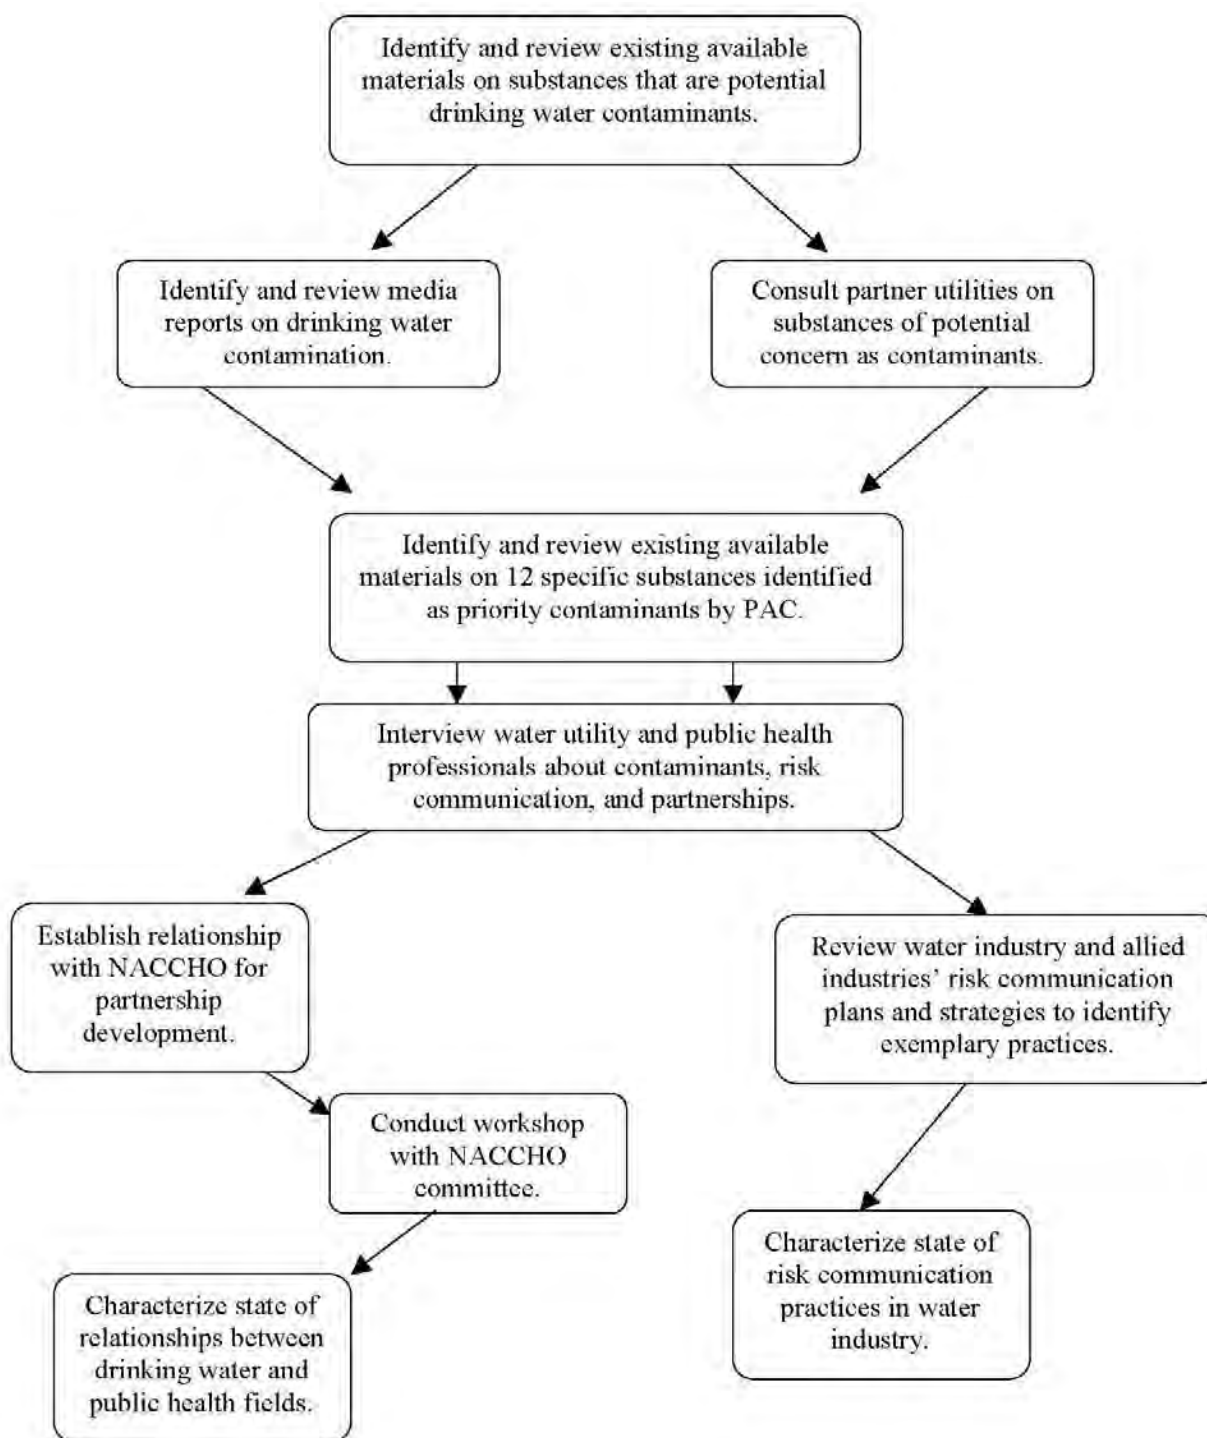 Identify and review existing available
materials on substances that are potential
drinking water contaminants.
Identify and review media
reports on drinking water
contamination.
Consult partner utilities on
substances of potential
concern as contaminants.
Identify and review existing available
materials on 12 specific substances identified
as priority contaminants by PAC.
Interview water utility and public health
professionals about contaminants, risk
communication, and partnerships.
Establish relationship
with NACCHO for
partnership
development.
Review water industry and allied
industries’ risk communication
plans and strategies to identify
exemplary practices.
Conduct workshop
with NACCHO
committee.
Characterize state of
risk communication
practices in water
industry.
Characterize state of
relationships between
drinking water and
public health fields.